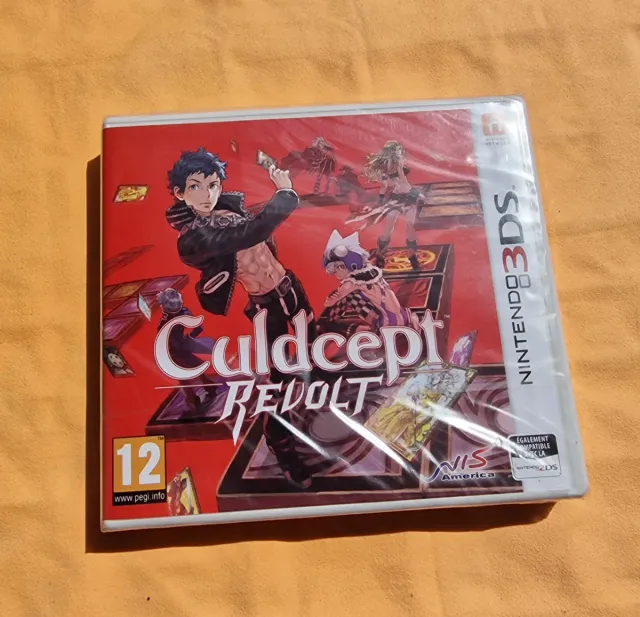 NINTENDO 3DS
Culdcept
REVOLT
12
www.pegi.info
NIS
America
ÉGALEMENT
COMPATIBLE
AVEC LA
NINTENDO 2DS